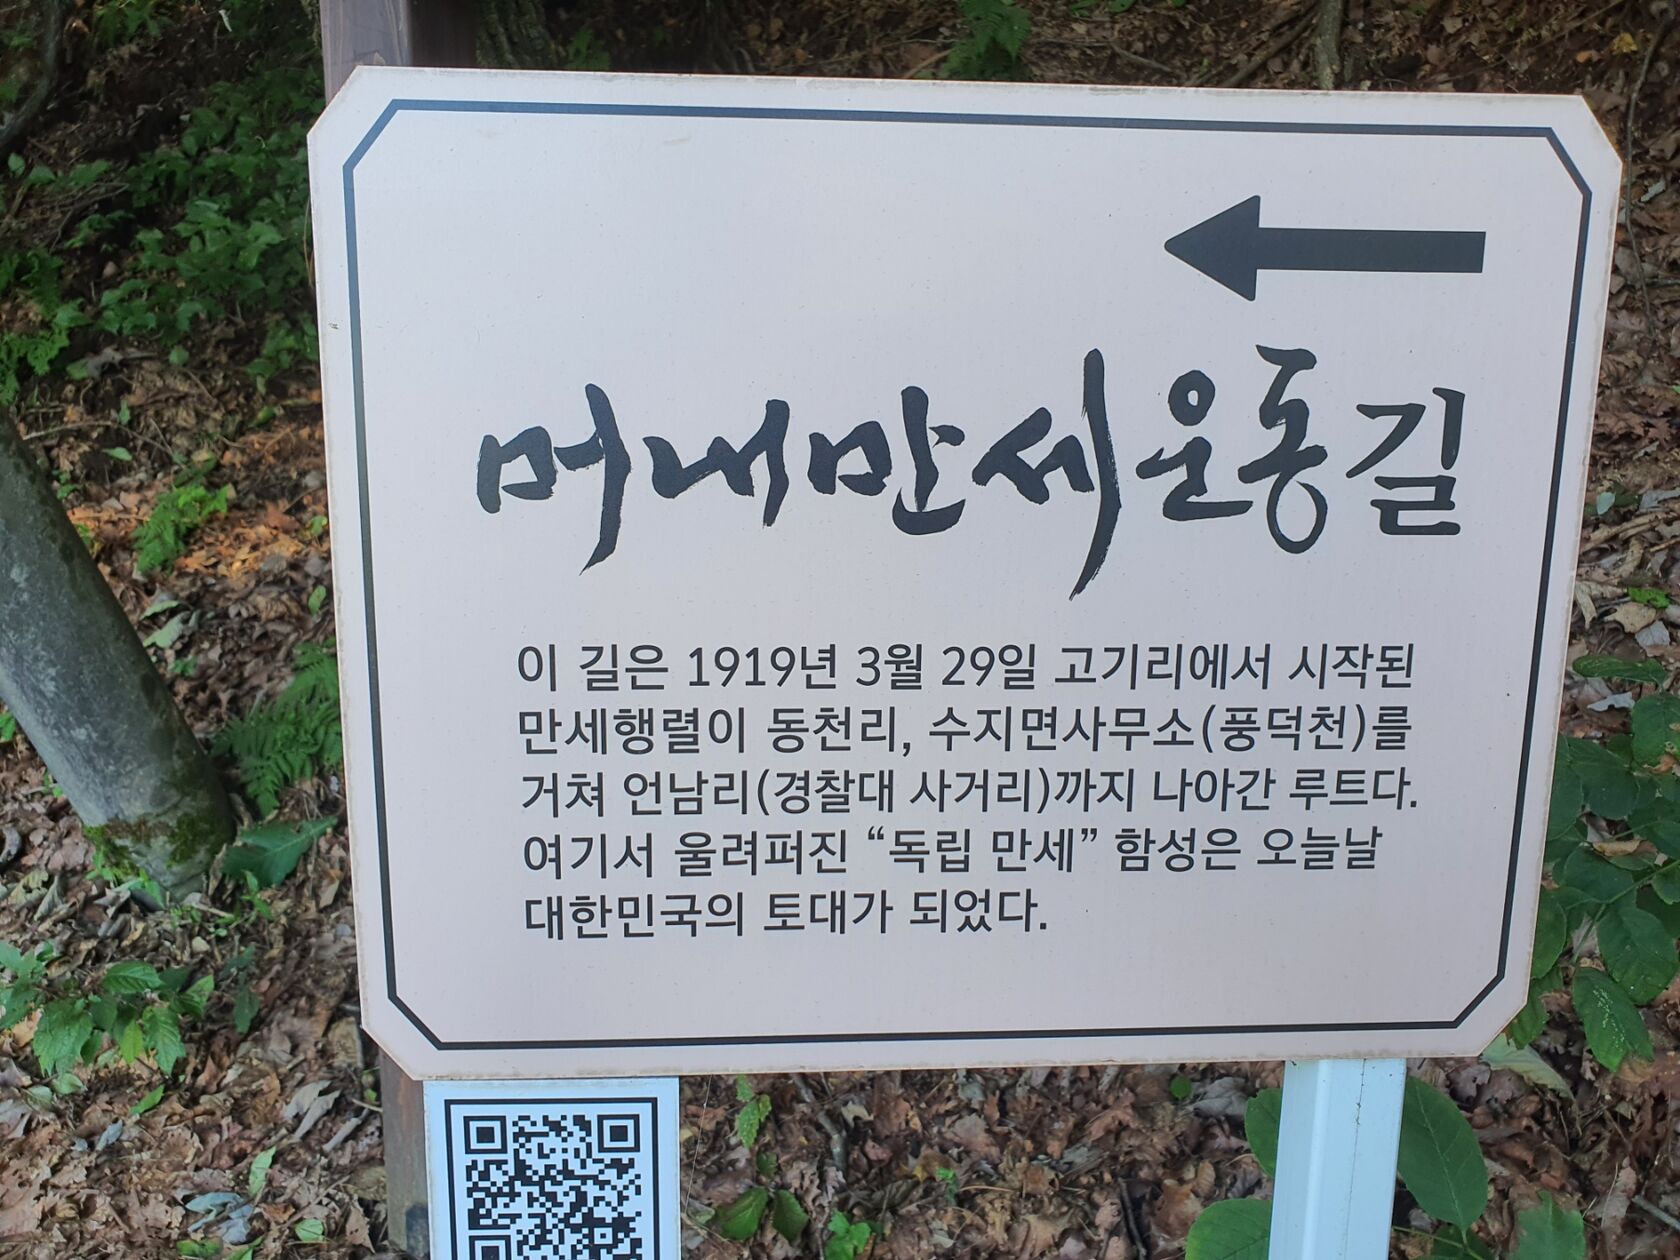 머내만세운동길
이 길은 1919년 3월 29일 고기리에서 시작된
만세행렬이 동천리, 수지면사무소(풍덕천)를
거쳐 언남리(경찰대 사거리)까지 나아간 루트다.
여기서 울려퍼진 “독립 만세” 함성은 오늘날
대한민국의 토대가 되었다.